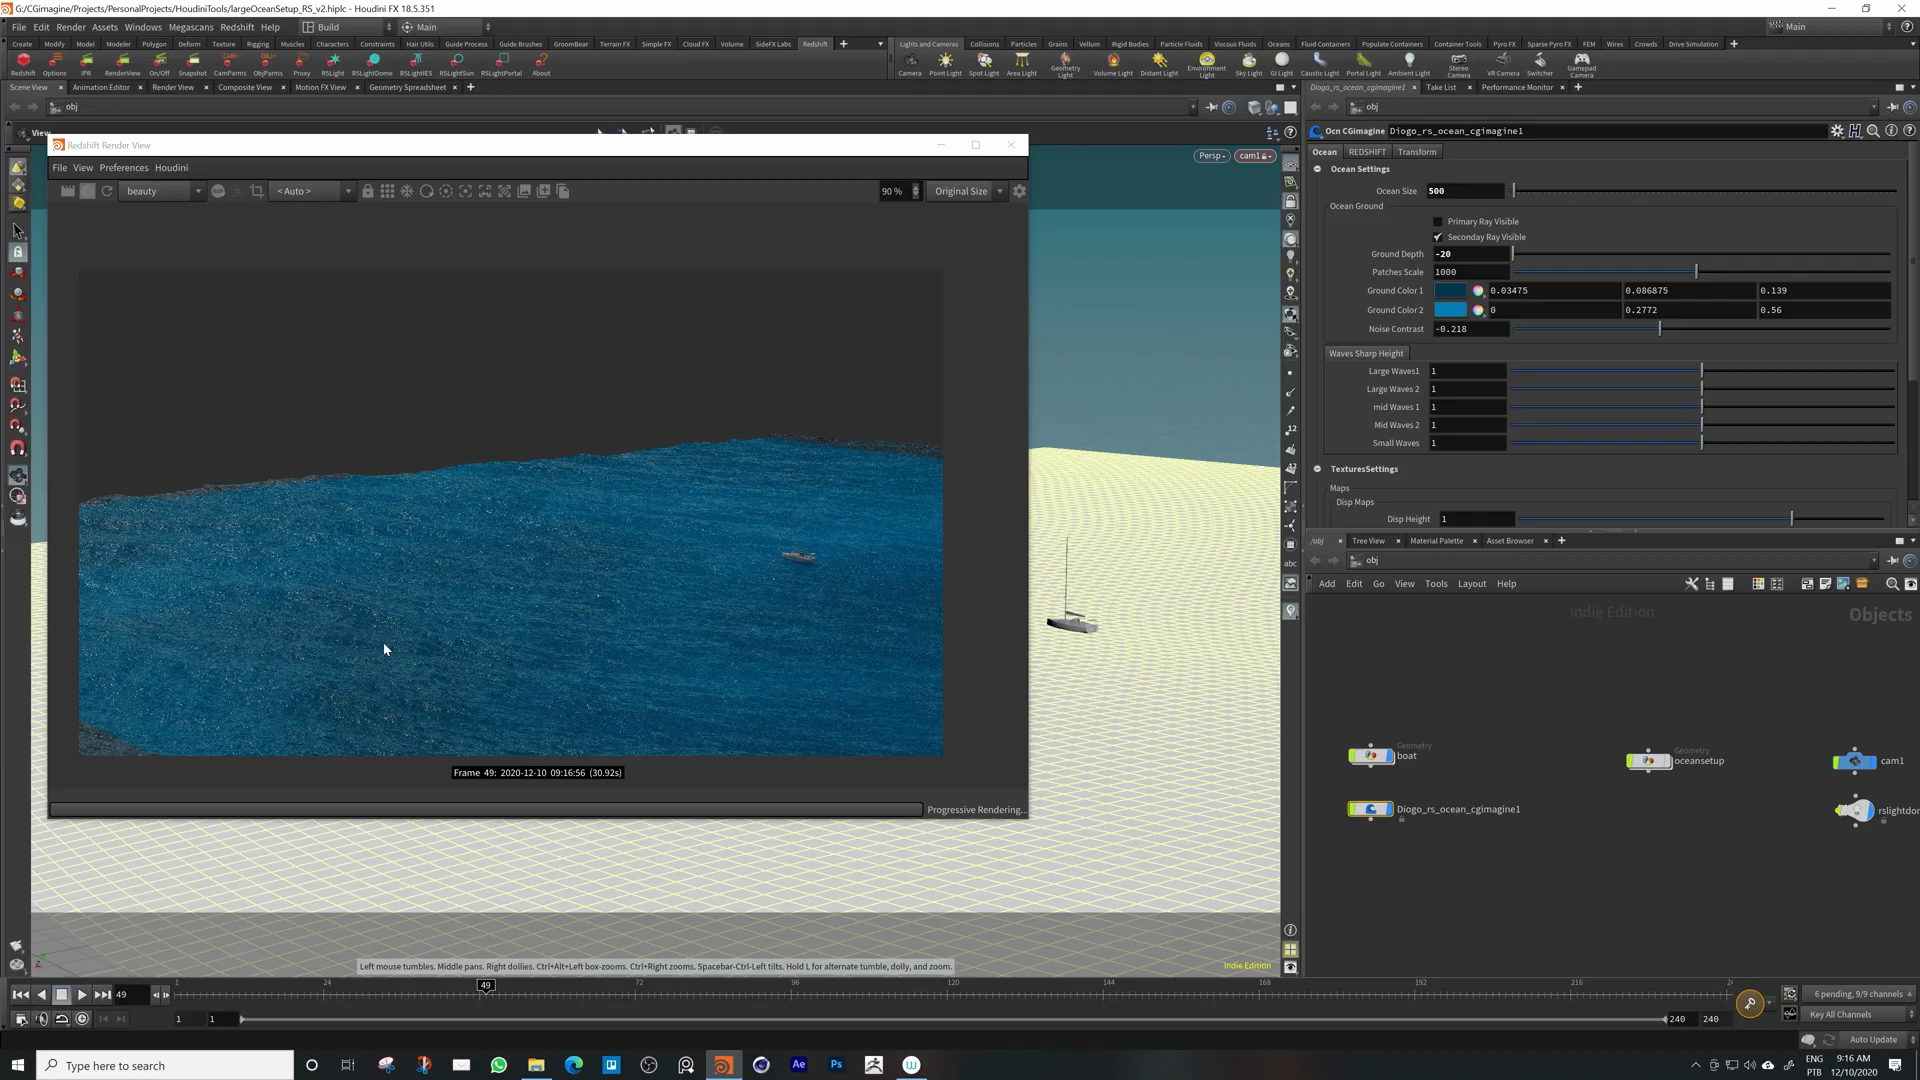 G:/CGimagine/Projects/PersonalProjects/HoudiniTools/largeOceanSetup_RS_v2.hiplc - Houdini FX 18.5.351
File Edit Render Assets Windows Megascans Redshift Help Build Main Main
Create Modify Model Modeler Polygon Deform Texture Rigging Muscles Characters Constraints Hair Utils Guide Process Guide Brushes GroomBear Terrain FX Simple FX Cloud FX Volume SideFX Labs Redshift
Lights and Cameras Collisions Particles Grains Vellum Rigid Bodies Particle Fluids Viscous Fluids Oceans Fluid Containers Populate Containers Container Tools Pyro FX Sparse Pyro FX FEM Wires Crowds Drive Simulation
Redshift Options IPR RenderView On/Off Snapshot CamParms ObjParms Proxy RSLight RSLightDome RSLightIES RSLightSun RSLightPortal About
Camera Point Light Spot Light Area Light Geometry Light Volume Light Distant Light Environment Light Sky Light GI Light Caustic Light Portal Light Ambient Light Stereo Camera VR Camera Switcher Gamepad Camera
Scene View Animation Editor Render View Composite View Motion FX View Geometry Spreadsheet
Diogo_rs_ocean_cgimagine1 Take List Performance Monitor
obj
obj
View
Redshift Render View
File View Preferences Houdini
beauty < Auto > 90 % Original Size
Persp cam1
Ocn CGimagine Diogo_rs_ocean_cgimagine1
Ocean REDSHIFT Transform
Ocean Settings
Ocean Size 500
Ocean Ground
Primary Ray Visible
Seconday Ray Visible
Ground Depth -20
Patches Scale 1000
Ground Color 1 0.03475 0.086875 0.139
Ground Color 2 0 0.2772 0.56
Noise Contrast -0.218
Waves Sharp Height
Large Waves1 1
Large Waves 2 1
mid Waves 1 1
Mid Waves 2 1
Small Waves 1
TexturesSettings
Maps
Disp Maps
Disp Height 1
/obj Tree View Material Palette Asset Browser
obj
Add Edit Go View Tools Layout Help
Indie Edition Objects
Geometry
boat
Geometry
oceansetup
cam1
Diogo_rs_ocean_cgimagine1
rslightdor
abc
Frame 49: 2020-12-10 09:16:56 (30.92s)
Progressive Rendering...
Left mouse tumbles. Middle pans. Right dollies. Ctrl+Alt+Left box-zooms. Ctrl+Right zooms. Spacebar-Ctrl-Left tilts. Hold L for alternate tumble, dolly, and zoom.
Indie Edition
49
1 24 49 72 96 120 144 168 192 216 24
6 pending, 9/9 channels
1 1 240 240
Key All Channels
Auto Update
Type here to search
Ae Ps
ENG
PTB
9:16 AM
12/10/2020